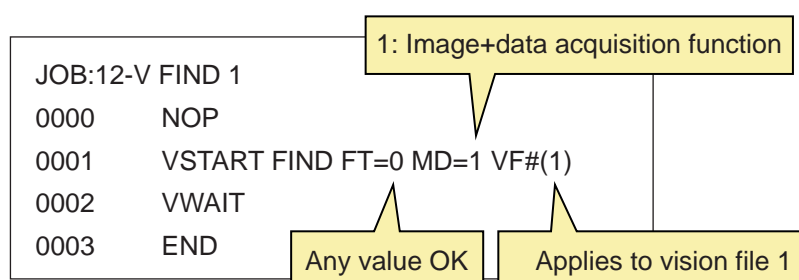 1: Image+data acquisition function
JOB:12-V FIND 1
0000 NOP
0001 VSTART FIND FT=0 MD=1 VF#(1)
0002 VWAIT
0003 END
Any value OK
Applies to vision file 1